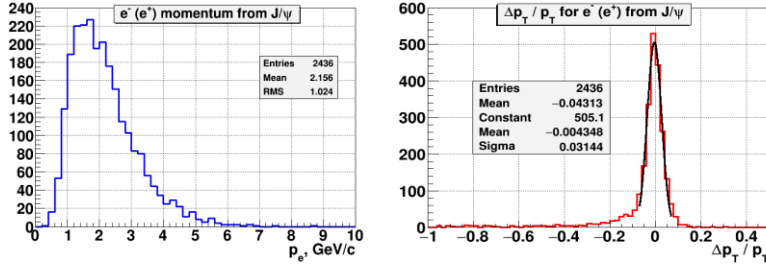 e⁻ (e⁺) momentum from J/ψ
240
220
200
180
160
140
120
100
80
60
40
20
0
Entries 2436
Mean 2.156
RMS 1.024
0 1 2 3 4 5 6 7 8 9 10
pₑ, GeV/c
Δp_T / p_T for e⁻ (e⁺) from J/ψ
600
500
400
300
200
100
0
Entries 2436
Mean −0.04313
Constant 505.1
Mean −0.004348
Sigma 0.03144
−1 −0.8 −0.6 −0.4 −0.2 0 0.2 0.4
Δp_T / p_T